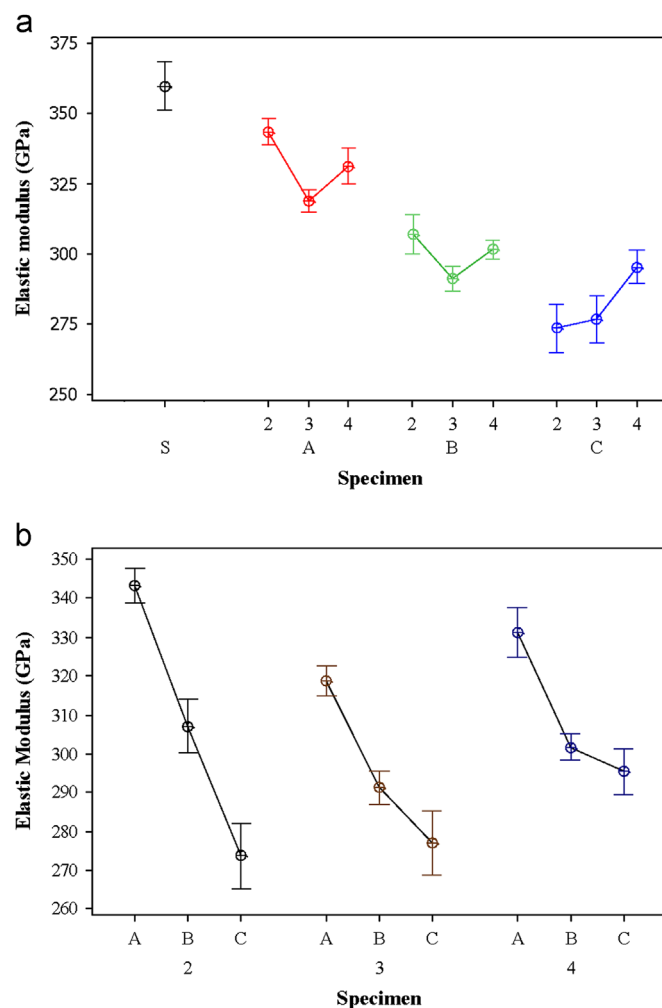 a
375
350
325
300
275
250
Elastic modulus (GPa)
2 3 4 2 3 4 2 3 4
S A B C
Specimen
b
350
340
330
320
310
300
290
280
270
260
Elastic Modulus (GPa)
A B C A B C A B C
2 3 4
Specimen